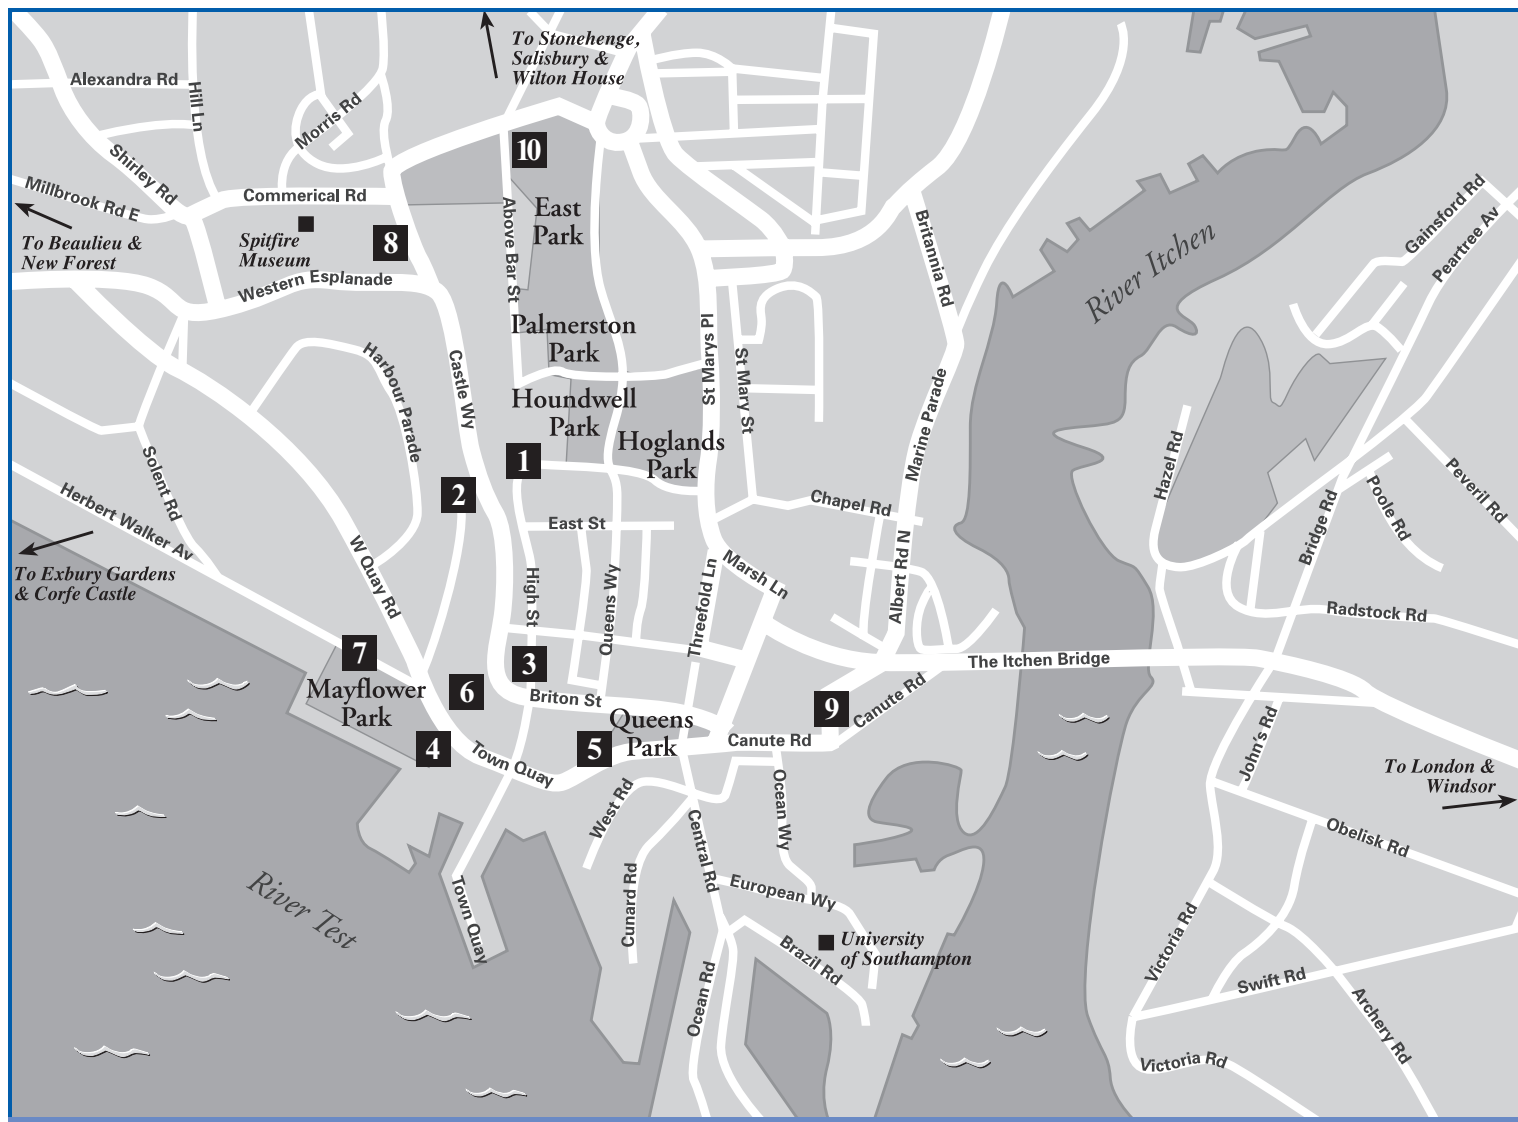 To Stonehenge,
Salisbury &
Wilton House
Alexandra Rd
Hill Ln
Morris Rd
Shirley Rd
Millbrook Rd E
Commerical Rd
To Beaulieu &
New Forest
Spitfire
Museum
8
10
East
Park
Above Bar St
Western Esplanade
Palmerston
Park
Houndwell
Park
Hoglands
Park
St Marys Pl
St Mary St
Britannia Rd
Marine Parade
River Itchen
Gainsford Rd
Peartree Av
Harbour Parade
Castle Wy
1
2
Solent Rd
Herbert Walker Av
To Exbury Gardens
& Corfe Castle
W Quay Rd
East St
High St
Queens Wy
Threefold Ln
Marsh Ln
Chapel Rd
Albert Rd N
Hazel Rd
Bridge Rd
Poole Rd
Peveril Rd
Radstock Rd
The Itchen Bridge
7
Mayflower
Park
6
3
Briton St
4
Town Quay
5
Queens
Park
Canute Rd
9
Canute Rd
John's Rd
To London &
Windsor
Obelisk Rd
West Rd
Cunard Rd
Central Rd
Ocean Wy
European Wy
Brazil Rd
University
of Southampton
Ocean Rd
Town Quay
River Test
Victoria Rd
Swift Rd
Archery Rd
Victoria Rd